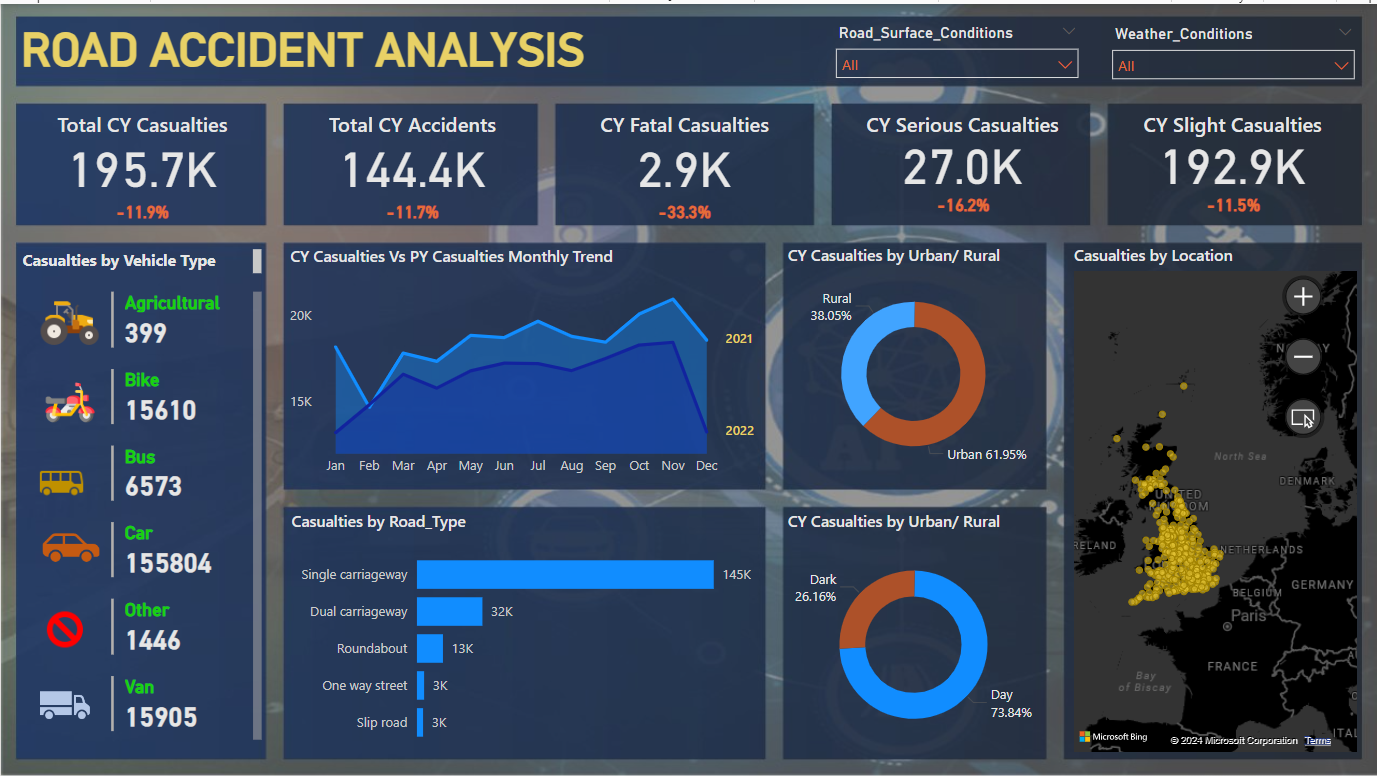 ROAD ACCIDENT ANALYSIS
Road_Surface_Conditions
All
Weather_Conditions
All
Total CY Casualties
195.7K
-11.9%
Total CY Accidents
144.4K
-11.7%
CY Fatal Casualties
2.9K
-33.3%
CY Serious Casualties
27.0K
-16.2%
CY Slight Casualties
192.9K
-11.5%
Casualties by Vehicle Type
Agricultural
399
Bike
15610
Bus
6573
Car
155804
Other
1446
Van
15905
CY Casualties Vs PY Casualties Monthly Trend
20K
15K
2021
2022
Jan Feb Mar Apr May Jun Jul Aug Sep Oct Nov Dec
Casualties by Road_Type
Single carriageway 145K
Dual carriageway 32K
Roundabout 13K
One way street 3K
Slip road 3K
CY Casualties by Urban/ Rural
Rural
38.05%
Urban 61.95%
CY Casualties by Urban/ Rural
Dark
26.16%
Day
73.84%
Casualties by Location
North Sea
DENMARK
UNITED
NETHERLANDS
BELGIUM
GERMANY
Paris
FRANCE
Bay
of Biscay
Microsoft Bing
© 2024 Microsoft Corporation Terms